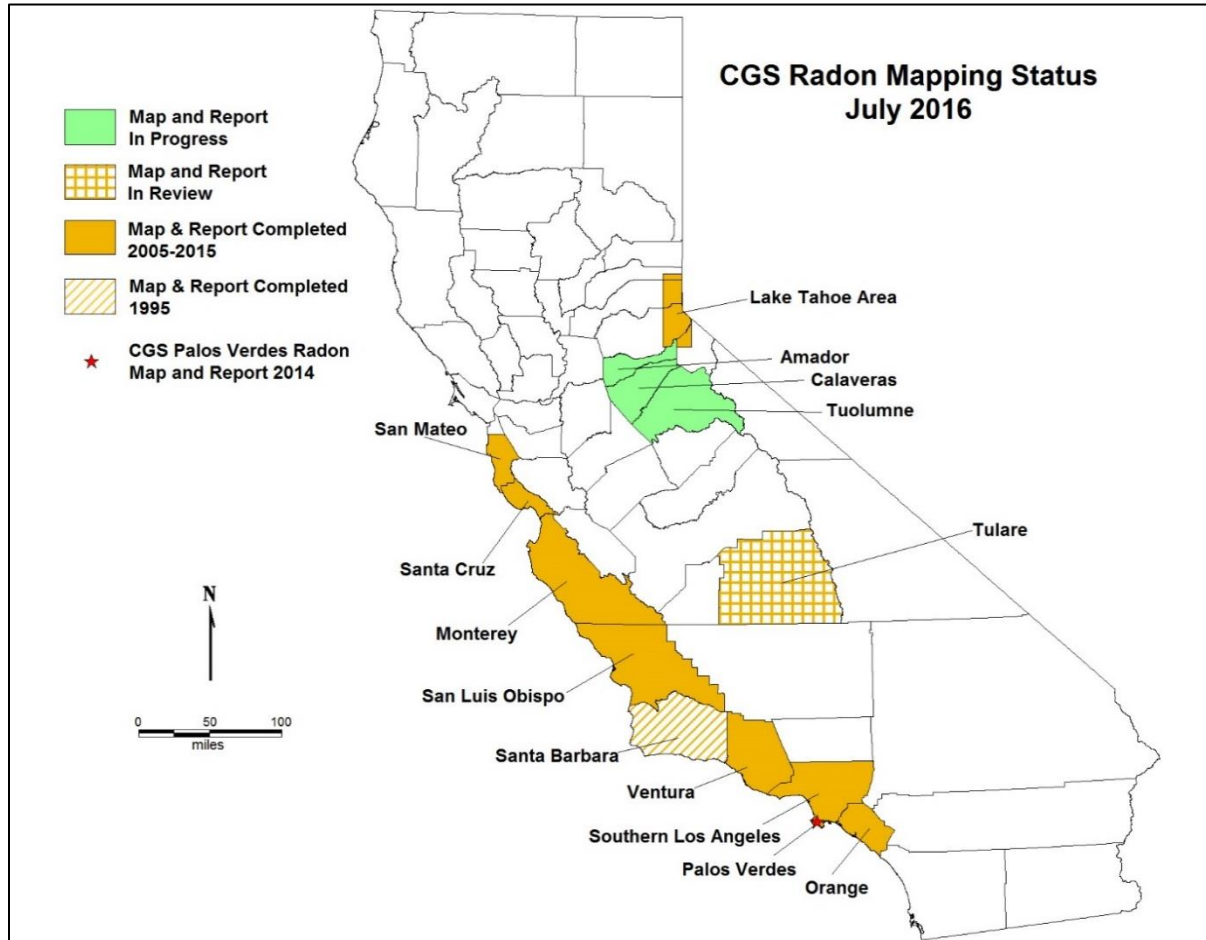 CGS Radon Mapping Status
July 2016
Map and Report
In Progress
Map and Report
In Review
Map & Report Completed
2005-2015
Map & Report Completed
1995
CGS Palos Verdes Radon
Map and Report 2014
Lake Tahoe Area
Amador
Calaveras
Tuolumne
San Mateo
Tulare
Santa Cruz
Monterey
San Luis Obispo
Santa Barbara
Ventura
Southern Los Angeles
Palos Verdes
Orange
N
0 50 100
miles